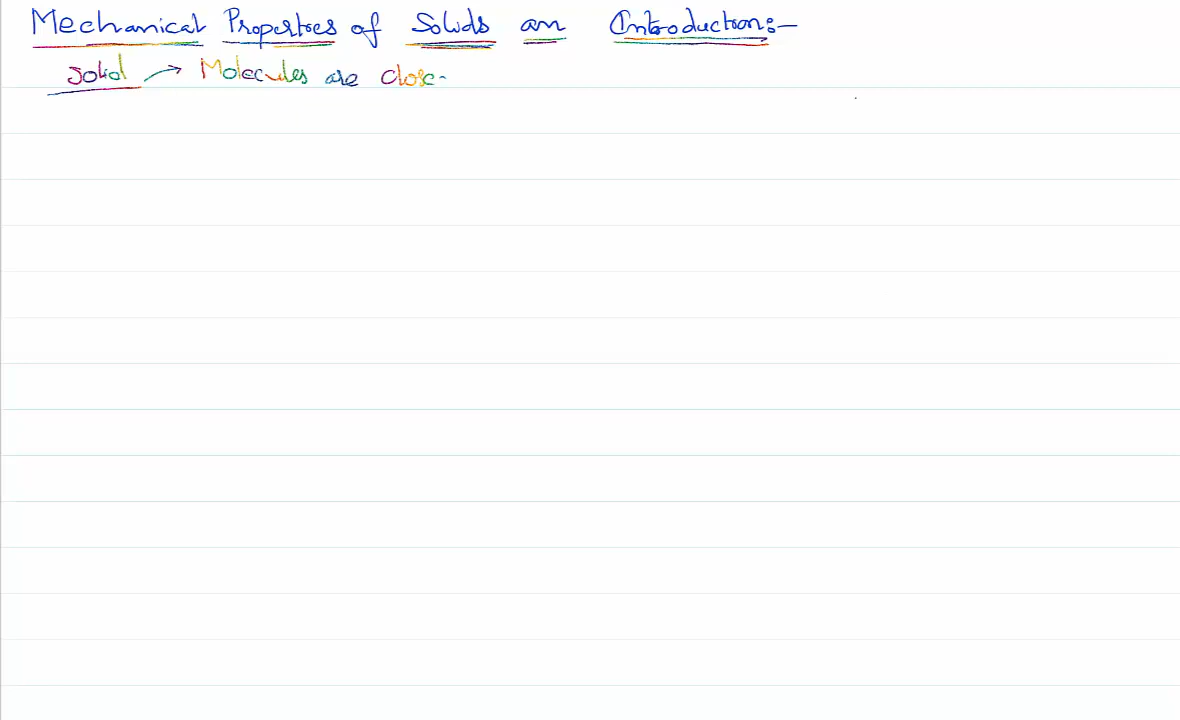 Mechanical Properties of Solids an Introduction:-
Solid → Molecules are close-